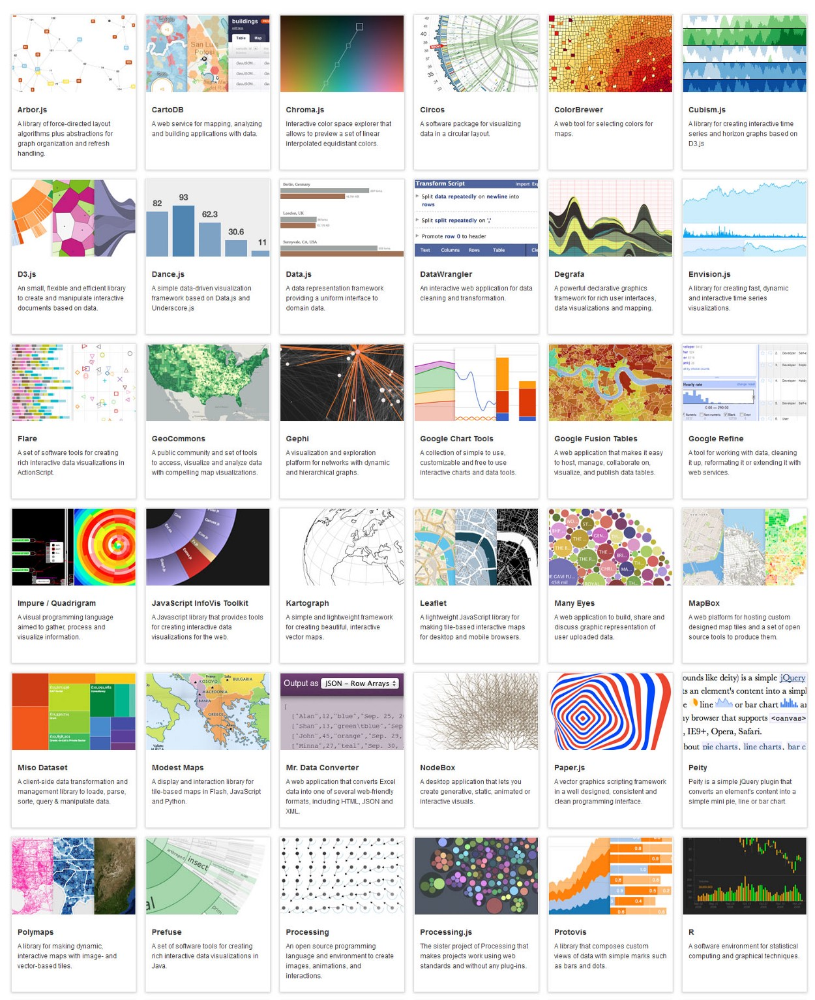 Arbor.js
A library of force-directed layout
algorithms plus abstractions for
graph organization and refresh
handling.
buildings
Table
Map
San Luis
Potosí
CartoDB
A web service for mapping, analyzing
and building applications with data.
Chroma.js
Interactive color space explorer that
allows to preview a set of linear
interpolated equidistant colors.
42
40
35
Circos
A software package for visualizing
data in a circular layout.
ColorBrewer
A web tool for selecting colors for
maps.
Cubism.js
A library for creating interactive time
series and horizon graphs based on
D3.js
D3.js
An small, flexible and efficient library
to create and manipulate interactive
documents based on data.
82
93
62.3
30.6
11
Dance.js
A simple data-driven visualization
framework based on Data.js and
Underscore.js
Berlin, Germany
London, UK
Sunnyvale, CA, USA
Data.js
A data representation framework
providing a uniform interface to
domain data.
Transform Script Import Ex
Split data repeatedly on newline into
rows
Split split repeatedly on ','
Promote row 0 to header
Text Columns Rows Table Cle
DataWrangler
An interactive web application for data
cleaning and transformation.
Degrafa
A powerful declarative graphics
framework for rich user interfaces,
data visualizations and mapping.
Envision.js
A library for creating fast, dynamic
and interactive time series
visualizations.
Flare
A set of software tools for creating
rich interactive data visualizations in
ActionScript.
GeoCommons
A public community and set of tools
to access, visualize and analyze data
with compelling map visualizations.
Gephi
A visualization and exploration
platform for networks with dynamic
and hierarchical graphs.
Google Chart Tools
A collection of simple to use,
customizable and free to use
interactive charts and data tools.
Google Fusion Tables
A web application that makes it easy
to host, manage, collaborate on,
visualize, and publish data tables.
Hourly rate
0.00 — 290.00
Google Refine
A tool for working with data, cleaning
it up, reformating it or extending it with
web services.
Impure / Quadrigram
A visual programming language
aimed to gather, process and
visualize information.
JavaScript InfoVis Toolkit
A Javascript library that provides tools
for creating interactive data
visualizations for the web.
Kartograph
A simple and lightweight framework
for creating beautiful, interactive
vector maps.
Leaflet
A lightweight JavaScript library for
making tile-based interactive maps
for desktop and mobile browsers.
WO...
ST...
BHP ...
THE ...
GEN...
THE R...
THE ...
BRI...
E GAVI FU...
458 mil
CHRI...
MA...
ROYAL
TH...
Many Eyes
A web application to build, share and
discuss graphic representation of
user uploaded data.
MapBox
A web platform for hosting custom
designed map tiles and a set of open
source tools to produce them.
Miso Dataset
A client-side data transformation and
management library to load, parse,
sorte, query & manipulate data.
KOSOVO
BULGARIA
MACEDONIA
ALBANIA
GREECE
Modest Maps
A display and interaction library for
tile-based maps in Flash, JavaScript
and Python.
Output as JSON - Row Arrays
[
["Alan",12,"blue","Sep. 25, 20
["Shan",13,"green\tblue","Sep
["John",45,"orange","Sep. 29,
["Minna",27,"teal","Sep. 30,
Mr. Data Converter
A web application that converts Excel
data into one of several web-friendly
formats, including HTML, JSON and
XML.
NodeBox
A desktop application that lets you
create generative, static, animated or
interactive visuals.
Paper.js
A vector graphics scripting framework
in a well designed, consistent and
clean programming interface.
ounds like deity) is a simple jQuery
ts an element's content into a simpl
e line or bar chart ar
ny browser that supports <canvas>
, IE9+, Opera, Safari.
bout pie charts, line charts, bar c
Peity
Peity is a simple jQuery plugin that
converts an element's content into a
simple mini pie, line or bar chart.
Polymaps
A library for making dynamic,
interactive maps with image- and
vector-based tiles.
arthropod
insect
al
prim
Prefuse
A set of software tools for creating
rich interactive data visualizations in
Java.
Processing
An open source programming
language and environment to create
images, animations, and
interactions.
Processing.js
The sister project of Processing that
makes projects work using web
standards and without any plug-ins.
Protovis
A library that composes custom
views of data with simple marks such
as bars and dots.
R
A software environment for statistical
computing and graphical techniques.